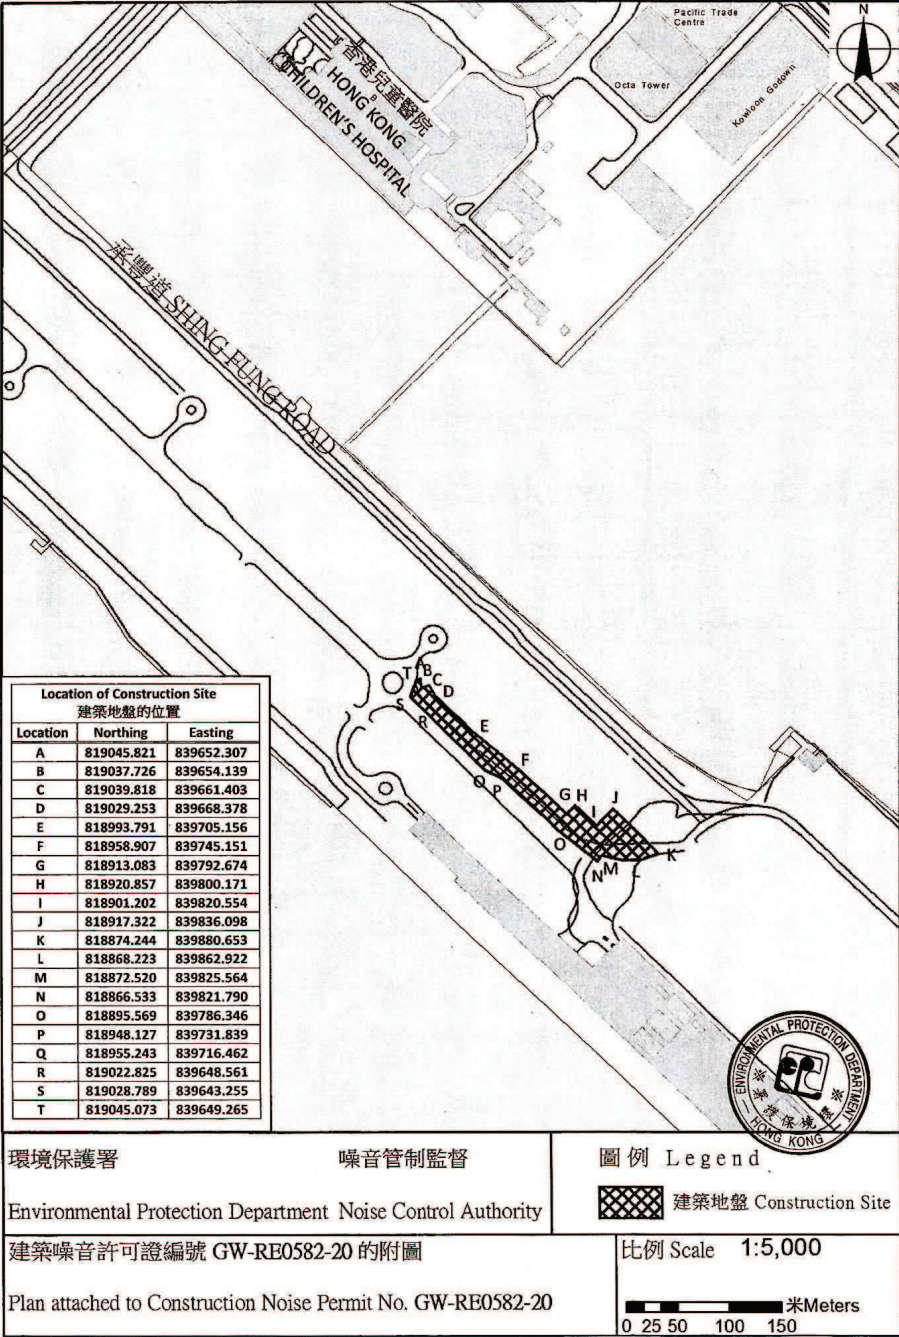 Pacific Trade
Centre
N
Octa Tower
Kowloon Godown
香港兒童醫院
HONG KONG
CHILDREN'S HOSPITAL
承豐道 SHING FUNG ROAD
A
B
T
C
D
S
R
E
F
Q
P
G H
J
I
O
K
N M L
Location of Construction Site
建築地盤的位置
Location Northing Easting
A 819045.821 839652.307
B 819037.726 839654.139
C 819039.818 839661.403
D 819029.253 839668.378
E 818993.791 839705.156
F 818958.907 839745.151
G 818913.083 839792.674
H 818920.857 839800.171
I 818901.202 839820.554
J 818917.322 839836.098
K 818874.244 839880.653
L 818868.223 839862.922
M 818872.520 839825.564
N 818866.533 839821.790
O 818895.569 839786.346
P 818948.127 839731.839
Q 818955.243 839716.462
R 819022.825 839648.561
S 819028.789 839643.255
T 819045.073 839649.265
ENVIRONMENTAL PROTECTION DEPARTMENT
環境保護署
HONG KONG
環境保護署 噪音管制監督
Environmental Protection Department Noise Control Authority
圖例 Legend
建築地盤 Construction Site
建築噪音許可證編號 GW-RE0582-20 的附圖
Plan attached to Construction Noise Permit No. GW-RE0582-20
比例 Scale 1:5,000
米Meters
0 25 50 100 150